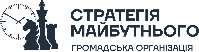 СТРАТЕГІЯ
МАЙБУТНЬОГО
ГРОМАДСЬКА ОРГАНІЗАЦІЯ